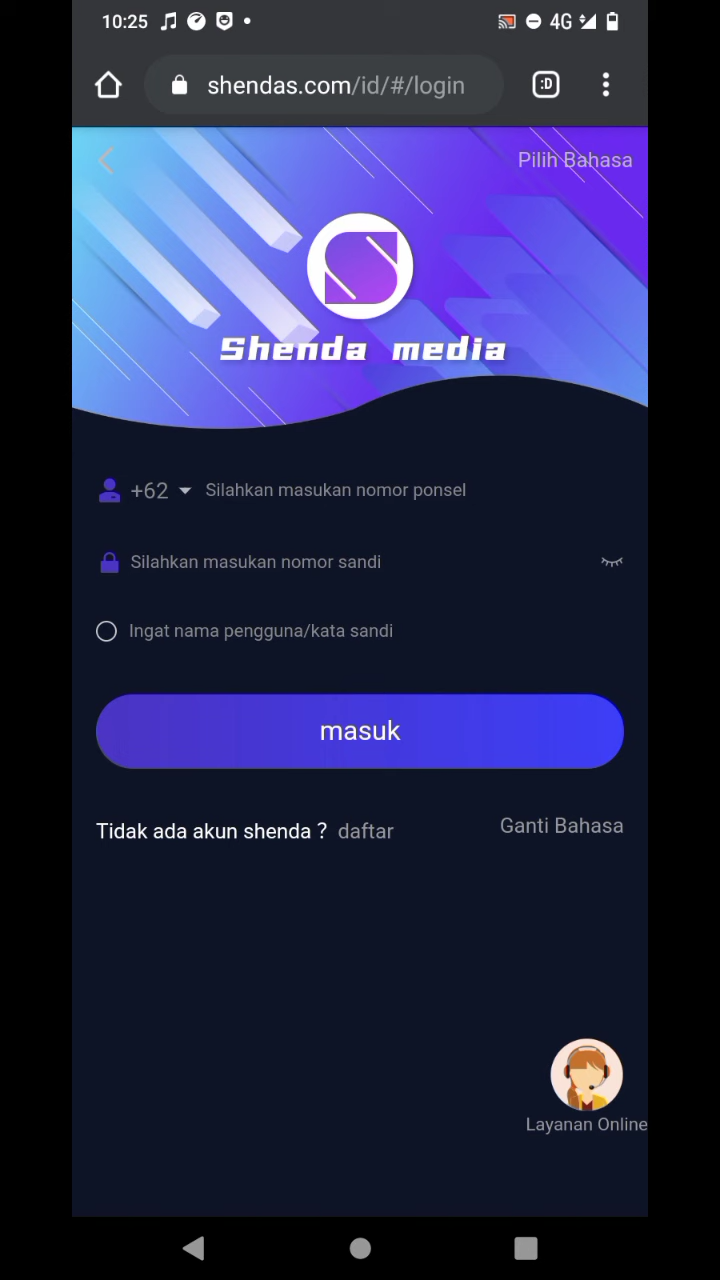 10:25
4G
:D
shendas.com/id/#/login
Pilih Bahasa
Shenda media
+62 Silahkan masukan nomor ponsel
Silahkan masukan nomor sandi
Ingat nama pengguna/kata sandi
masuk
Tidak ada akun shenda ? daftar
Ganti Bahasa
Layanan Online